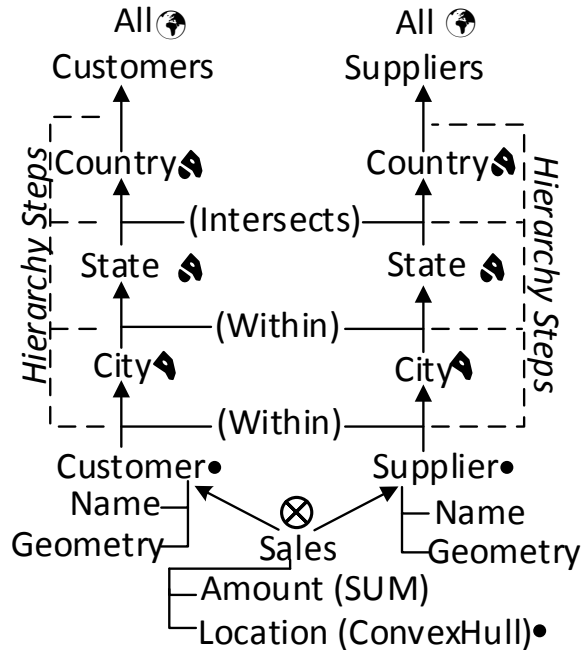 All All
Customers Suppliers
Country Country
Hierarchy Steps Hierarchy Steps
(Intersects)
State State
(Within)
City City
(Within)
Customer Supplier
Name Name
Geometry Geometry
Sales
Amount (SUM)
Location (ConvexHull)